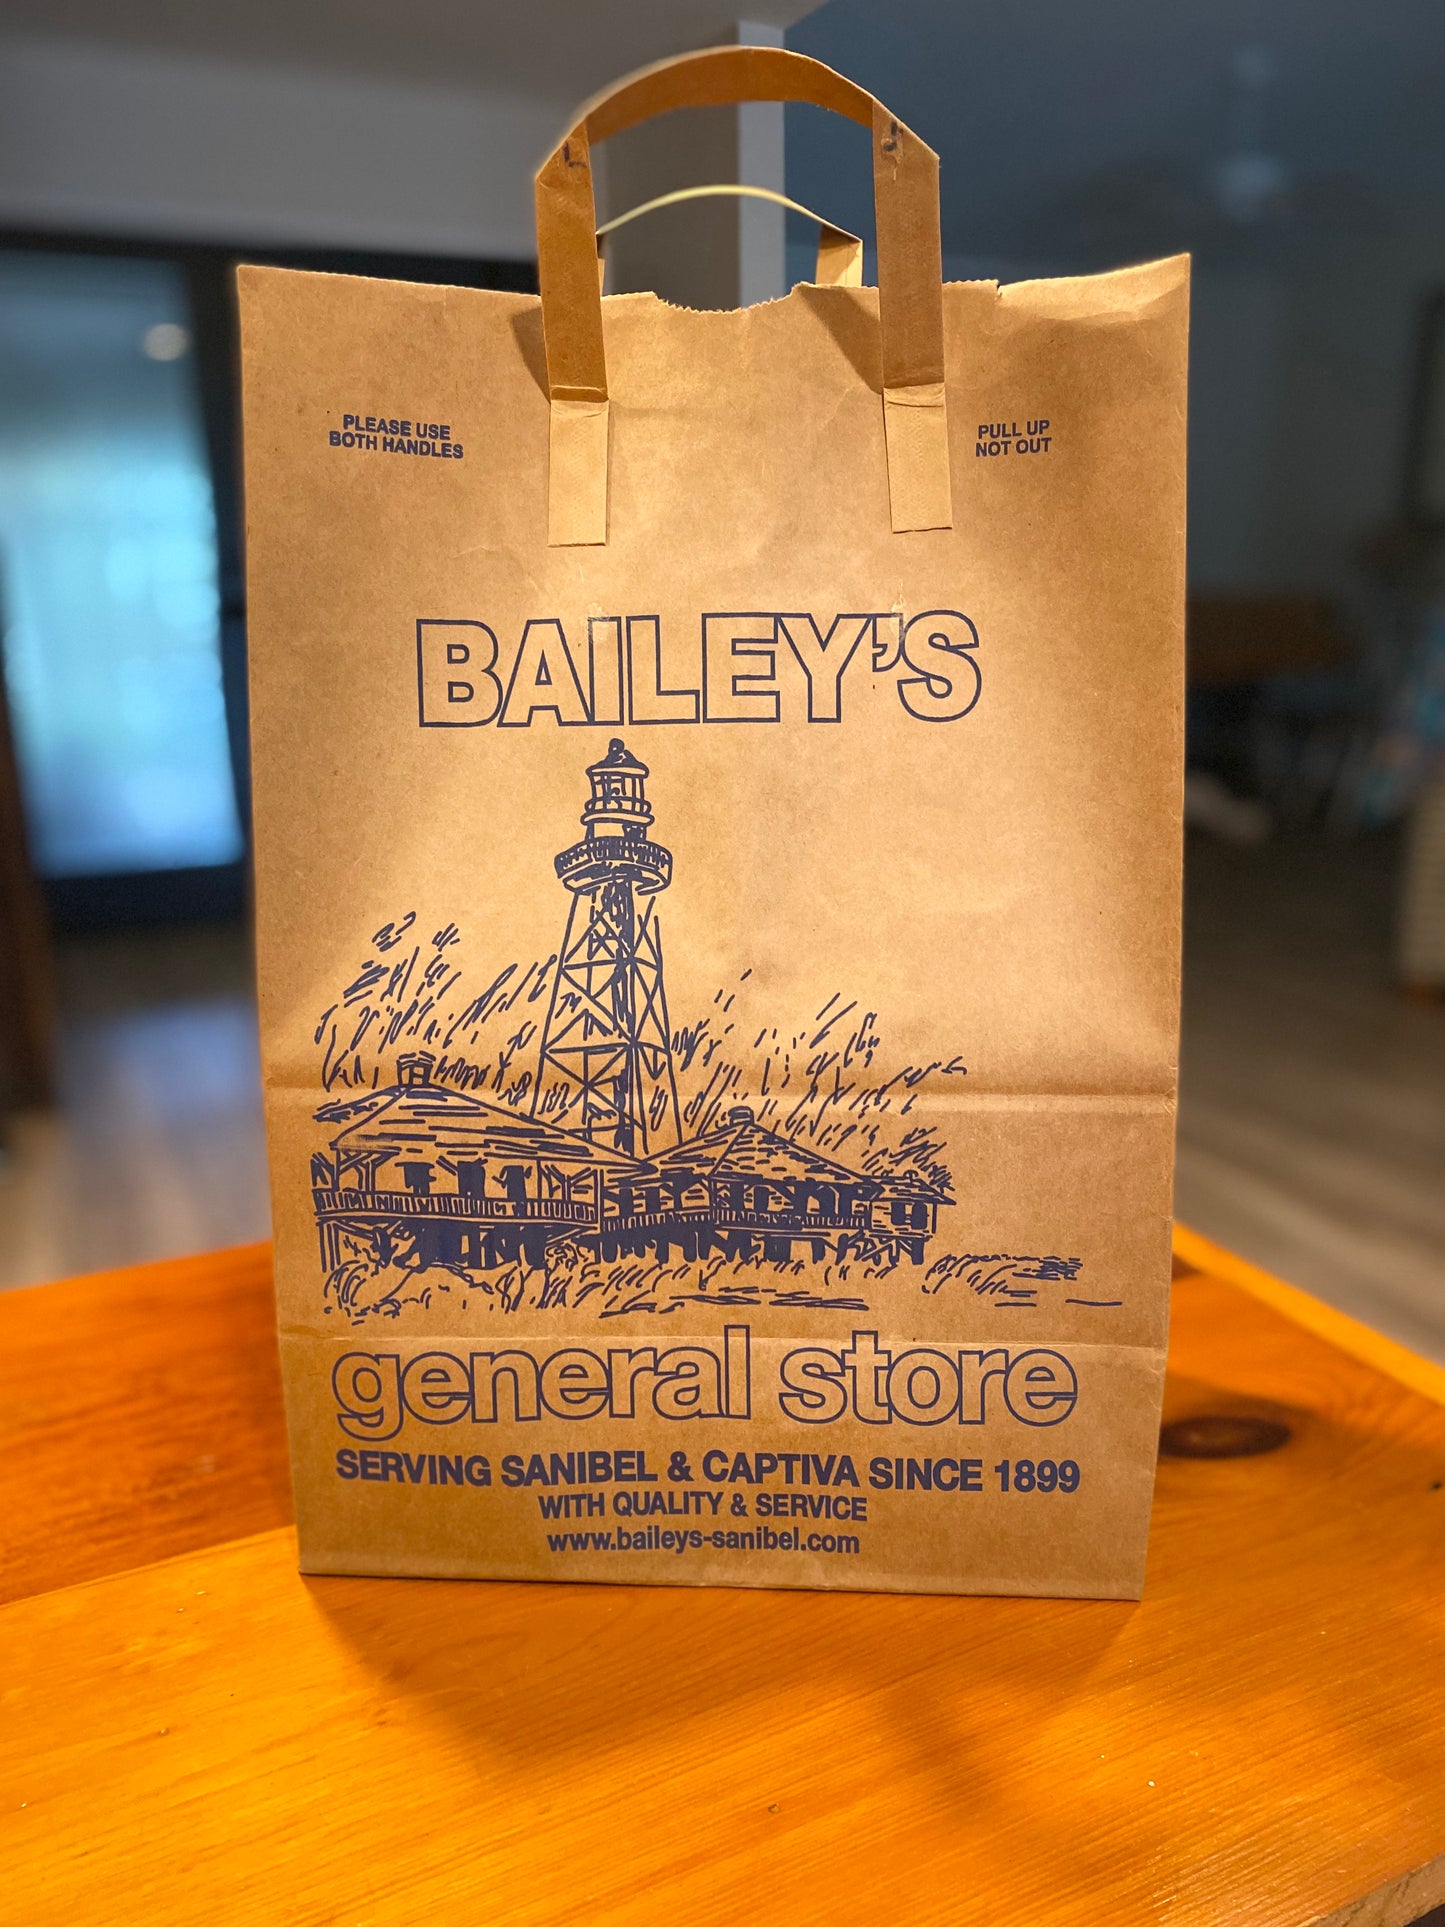 PLEASE USE
BOTH HANDLES
PULL UP
NOT OUT
BAILEY'S
general store
SERVING SANIBEL & CAPTIVA SINCE 1899
WITH QUALITY & SERVICE
www.baileys-sanibel.com